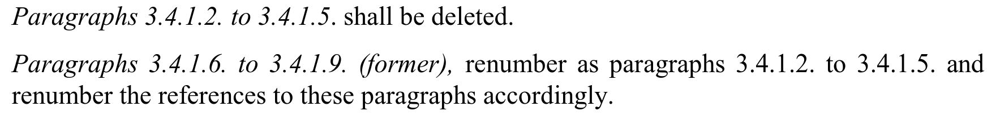 Paragraphs 3.4.1.2. to 3.4.1.5. shall be deleted.
Paragraphs 3.4.1.6. to 3.4.1.9. (former), renumber as paragraphs 3.4.1.2. to 3.4.1.5. and
renumber the references to these paragraphs accordingly.